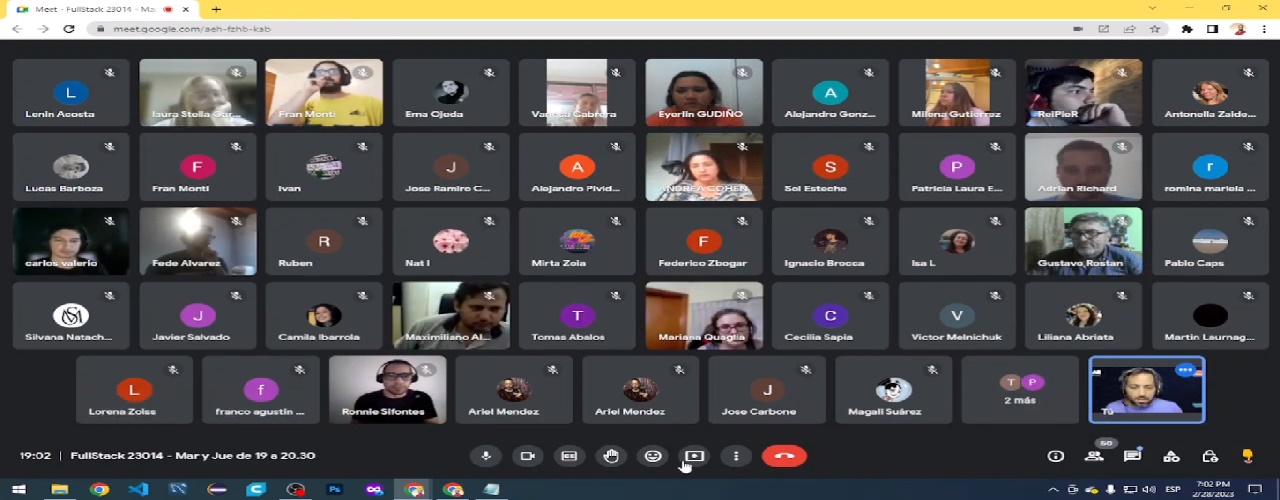 Meet - FullStack 23014 - Mar
meet.google.com/aeh-fzhb-ksb
L
A
Lenin Acosta
laura Stella Gar...
Fran Monti
Erna Ojeda
Vanesa Cabrera
Eyerlin GUDIÑO
Alejandro Gonz...
Milena Gutierrez
RelPieR
Antonella Zalde...
F
J
A
S
P
r
Lucas Barboza
Fran Monti
Ivan
Jose Ramiro C...
Alejandro Pivid...
ANDREA COHEN
Sol Esteche
Patricia Laura E...
Adrian Richard
romina mariela ...
R
F
carlos valerio
Fede Alvarez
Ruben
Nat I
Mirta Zoia
Federico Zbogar
Ignacio Brocca
Isa L
Gustavo Rostan
Pablo Caps
J
T
C
V
Silvana Natach...
Javier Salvado
Camila Ibarrola
Maximiliano Al...
Tomas Abalos
Mariana Quaglia
Cecilia Sapia
Victor Melnichuk
Liliana Abriata
Martin Laurnag...
L
f
J
T P
2 más
Lorena Zoiss
franco agustin ...
Ronnie Sifontes
Ariel Mendez
Ariel Mendez
Jose Carbone
Magali Suárez
Tú
50
19:02 | FullStack 23014 - Mar y Jue de 19 a 20.30
Ps
ESP
7:02 PM
2/28/2023